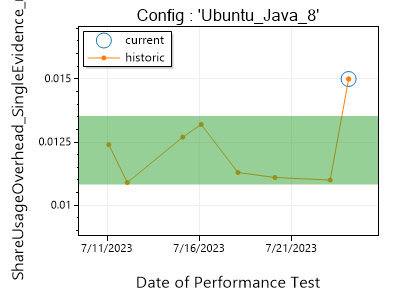 Config : 'Ubuntu_Java_8'
current
historic
ShareUsageOverhead_SingleEvidence_
0.015
0.0125
0.01
7/11/2023
7/16/2023
7/21/2023
Date of Performance Test